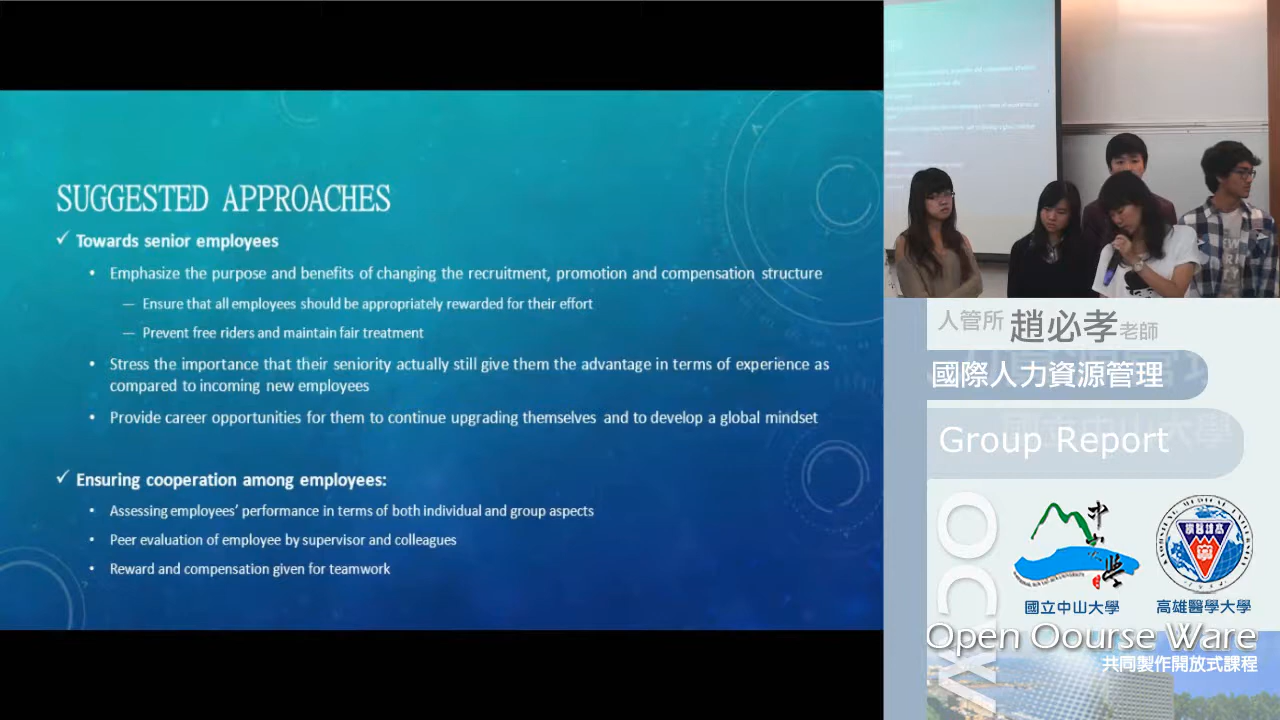 SUGGESTED APPROACHES
✓ Towards senior employees
• Emphasize the purpose and benefits of changing the recruitment, promotion and compensation structure
— Ensure that all employees should be appropriately rewarded for their effort
— Prevent free riders and maintain fair treatment
• Stress the importance that their seniority actually still give them the advantage in terms of experience as
compared to incoming new employees
• Provide career opportunities for them to continue upgrading themselves and to develop a global mindset
✓ Ensuring cooperation among employees:
• Assessing employees' performance in terms of both individual and group aspects
• Peer evaluation of employee by supervisor and colleagues
• Reward and compensation given for teamwork
人管所 趙必孝老師
國際人力資源管理
Group Report
OCW
國立中山大學
高雄醫學大學
Open Oourse Ware
共同製作開放式課程